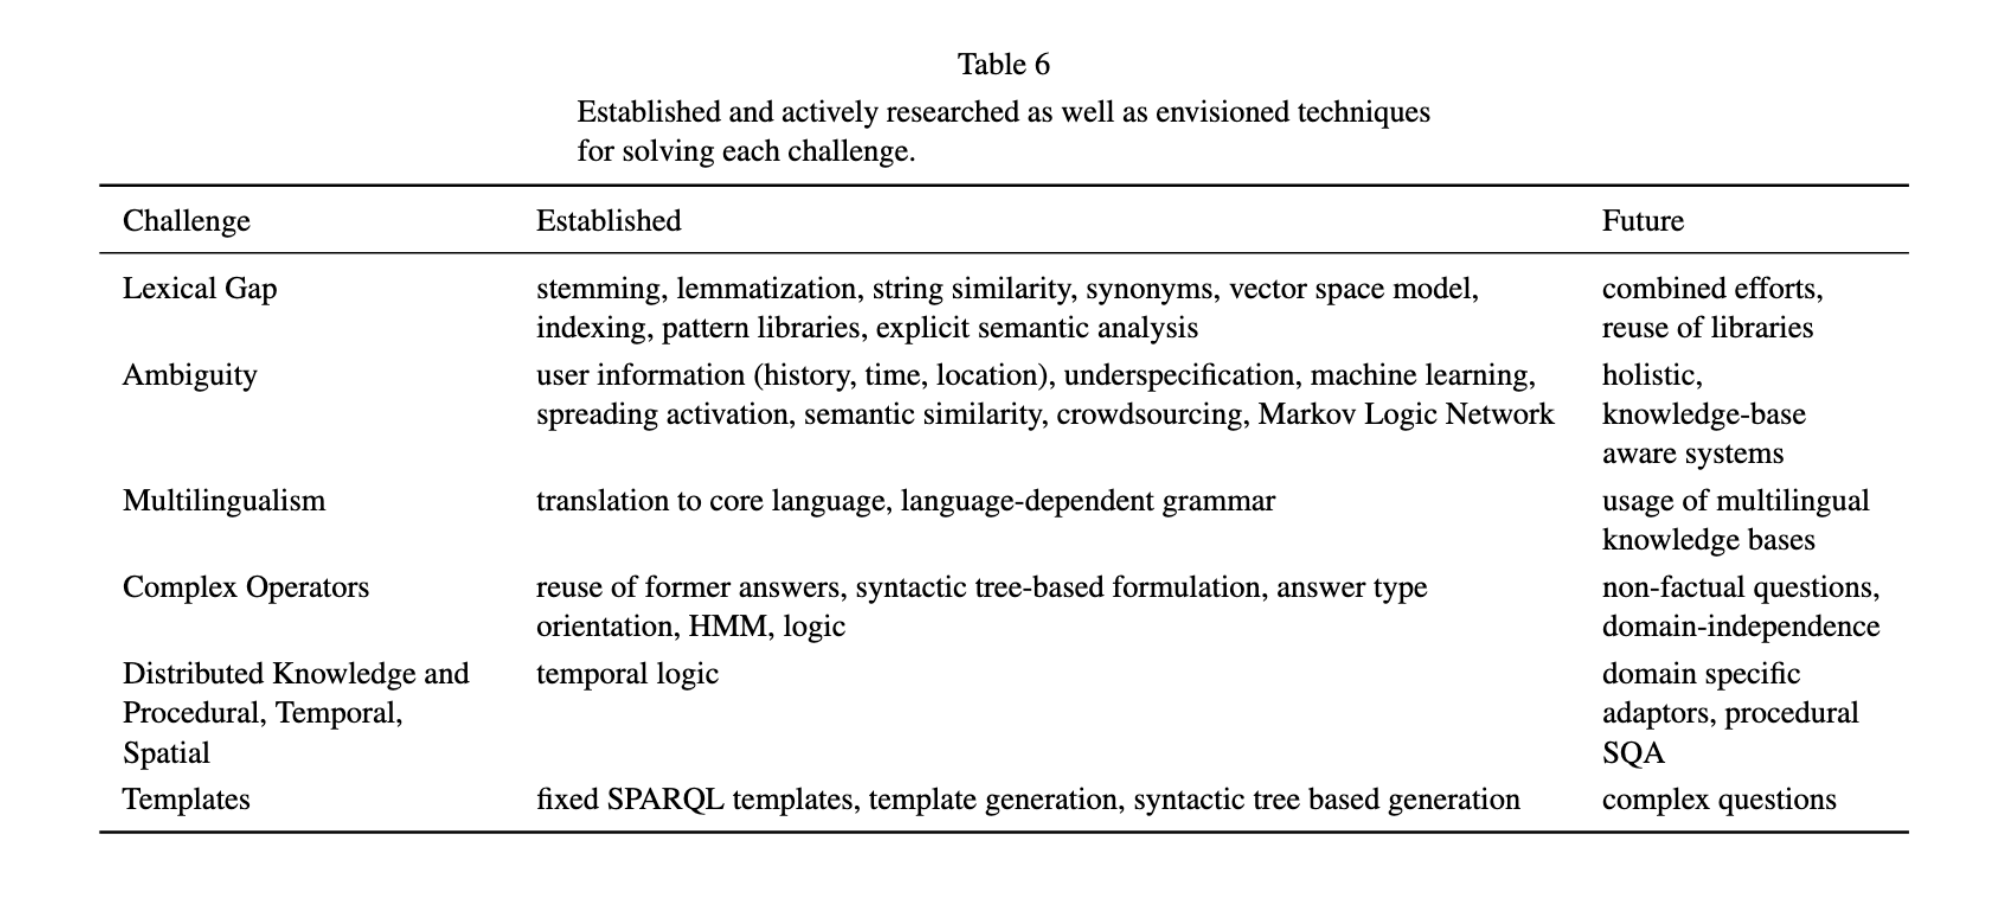 Table 6
Established and actively researched as well as envisioned techniques
for solving each challenge.
Challenge Established Future
Lexical Gap stemming, lemmatization, string similarity, synonyms, vector space model, combined efforts,
indexing, pattern libraries, explicit semantic analysis reuse of libraries
Ambiguity user information (history, time, location), underspecification, machine learning, holistic,
spreading activation, semantic similarity, crowdsourcing, Markov Logic Network knowledge-base
aware systems
Multilingualism translation to core language, language-dependent grammar usage of multilingual
knowledge bases
Complex Operators reuse of former answers, syntactic tree-based formulation, answer type non-factual questions,
orientation, HMM, logic domain-independence
Distributed Knowledge and temporal logic domain specific
Procedural, Temporal, adaptors, procedural
Spatial SQA
Templates fixed SPARQL templates, template generation, syntactic tree based generation complex questions